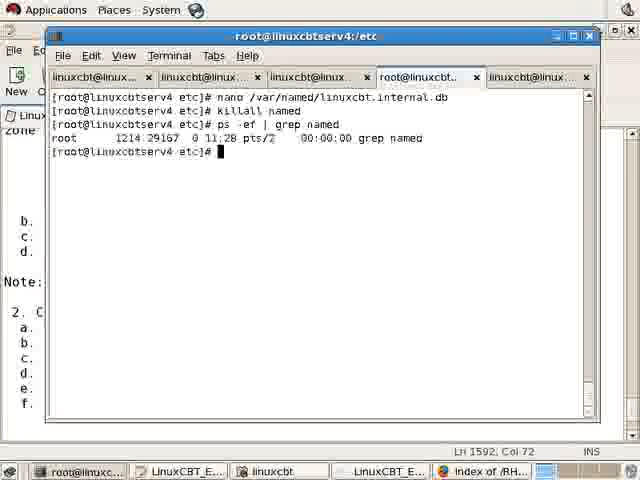 Applications Places System
root@linuxcbtserv4:/etc
File Edit View Terminal Tabs Help
File E
linuxcbt@linux... linuxcbt@linux... linuxcbt@linux... root@linuxcbt.. linuxcbt@linux...
New
Linux
[root@linuxcbtserv4 etc]# nano /var/named/linuxcbt.internal.db
[root@linuxcbtserv4 etc]# killall named
[root@linuxcbtserv4 etc]# ps -ef | grep named
root 1214 29167 0 11:28 pts/2 00:00:00 grep named
[root@linuxcbtserv4 etc]#
zone
b.
c.
d.
Note:
2. C
a.
b.
c.
d.
e.
f.
Ln 1592, Col 72 INS
root@linuxc... LinuxCBT_E... linuxcbt LinuxCBT_E... Index of /RH...